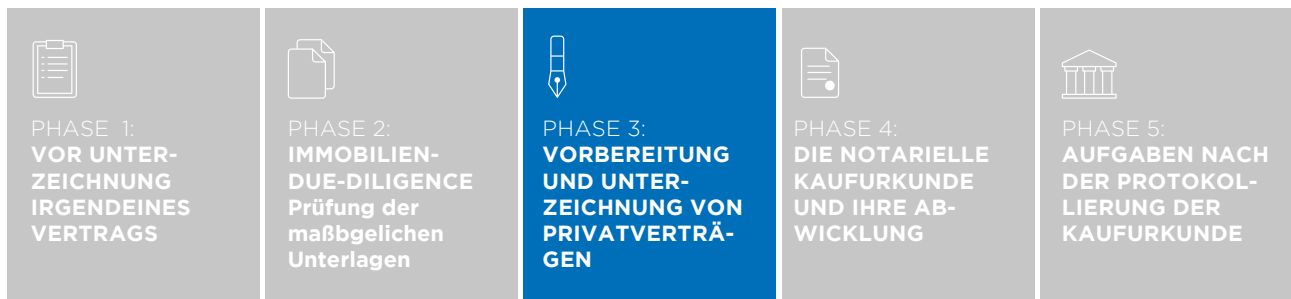 PHASE 1:
VOR UNTER-
ZEICHNUNG
IRGENDEINES
VERTRAGS
PHASE 2:
IMMOBILIEN-
DUE-DILIGENCE
Prüfung der
maßbgelichen
Unterlagen
PHASE 3:
VORBEREITUNG
UND UNTER-
ZEICHNUNG VON
PRIVATVERTRÄ-
GEN
PHASE 4:
DIE NOTARIELLE
KAUFURKUNDE
UND IHRE AB-
WICKLUNG
PHASE 5:
AUFGABEN NACH
DER PROTOKOL-
LIERUNG DER
KAUFURKUNDE